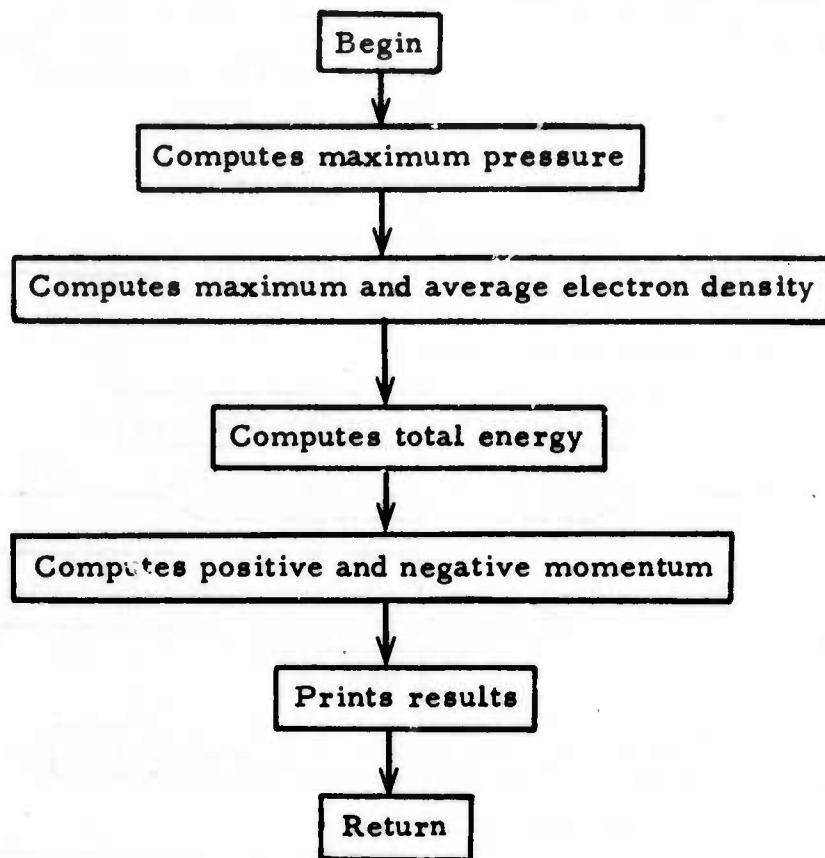 Begin
Computes maximum pressure
Computes maximum and average electron density
Computes total energy
Computes positive and negative momentum
Prints results
Return